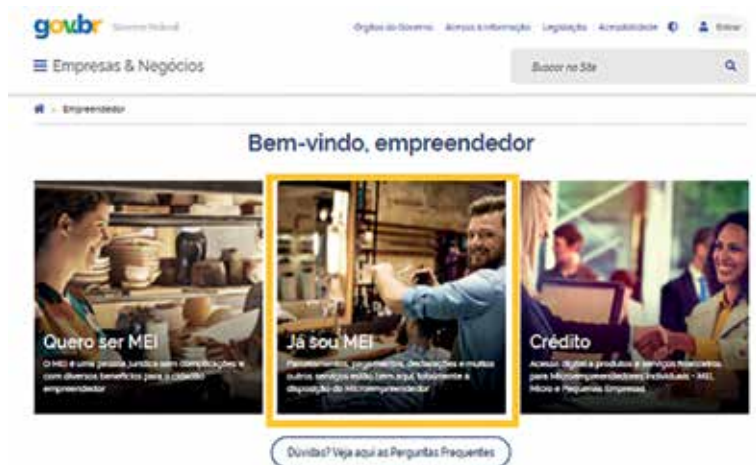 gov.br Governo Federal
Órgãos do Governo Acesso à Informação Legislação Acessibilidade Entrar
Empresas & Negócios
Buscar no Site
> Empreendedor
Bem-vindo, empreendedor
Quero ser MEI
O MEI é uma pessoa jurídica sem complicações e
com diversos benefícios para o cidadão
empreendedor
Já sou MEI
Parcelamentos, pagamentos, declarações e muitos
outros serviços estão bem aqui, totalmente à
disposição do Microempreendedor
Crédito
Acesso digital a produtos e serviços financeiros
para Microempreendedores Individuais - MEI,
Micro e Pequenas Empresas.
Dúvidas? Veja aqui as Perguntas Frequentes